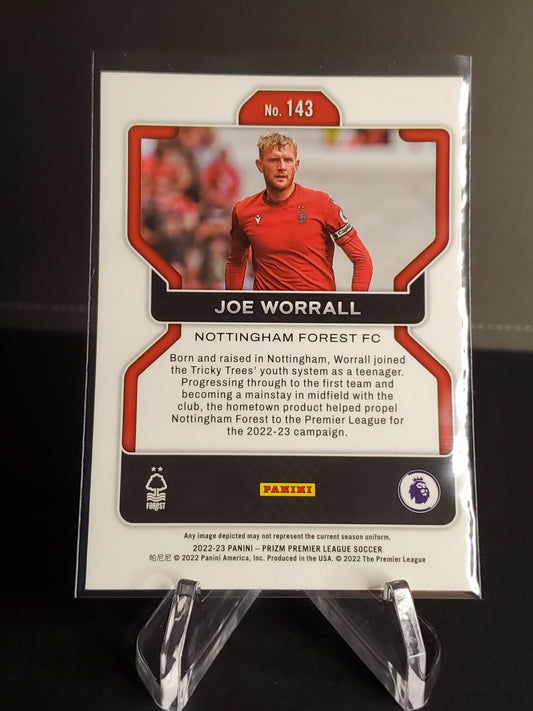 No. 143
JOE WORRALL
NOTTINGHAM FOREST FC
Born and raised in Nottingham, Worrall joined
the Tricky Trees' youth system as a teenager.
Progressing through to the first team and
becoming a mainstay in midfield with the
club, the hometown product helped propel
Nottingham Forest to the Premier League for
the 2022-23 campaign.
FOREST
PANINI
Any image depicted may not represent the current season uniform.
2022-23 PANINI – PRIZM PREMIER LEAGUE SOCCER
帕尼尼 © 2022 Panini America, Inc. Produced in the USA. © 2022 The Premier League